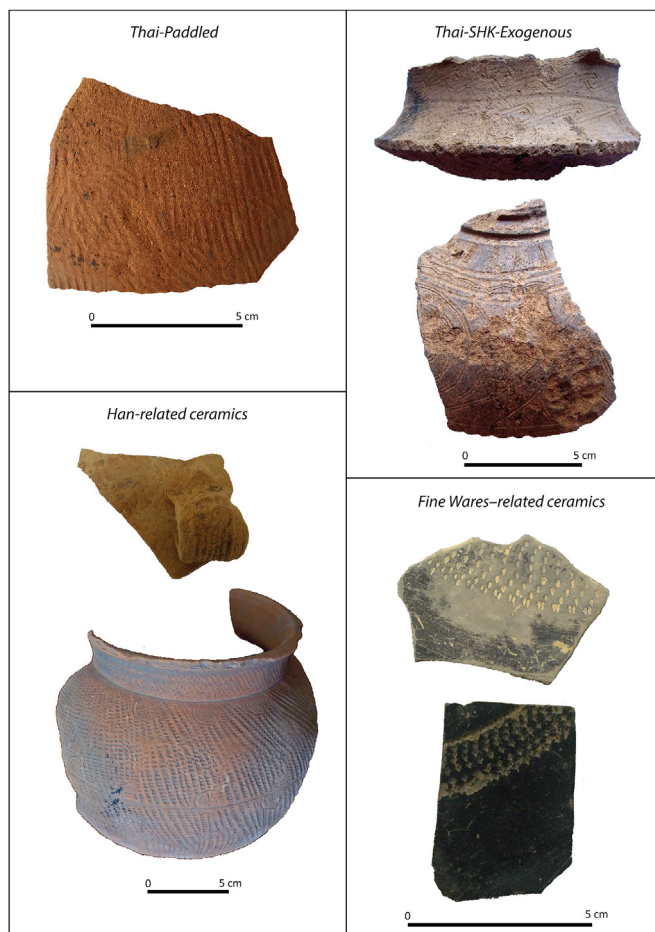 Thai-Paddled
0 5 cm
Thai-SHK-Exogenous
0 5 cm
Han-related ceramics
0 5 cm
Fine Wares–related ceramics
0 5 cm